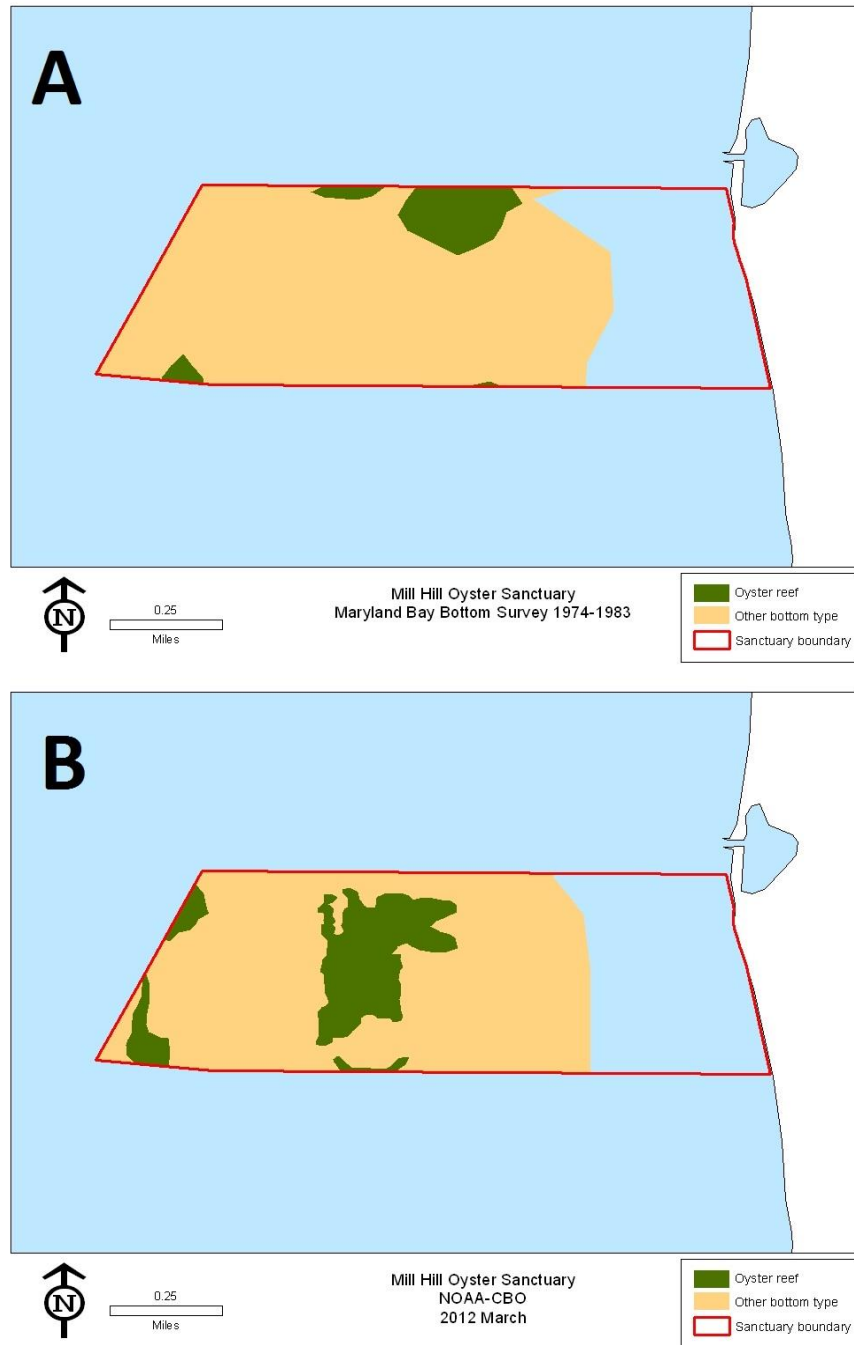 A
N
0.25
Miles
Mill Hill Oyster Sanctuary
Maryland Bay Bottom Survey 1974-1983
Oyster reef
Other bottom type
Sanctuary boundary
B
N
0.25
Miles
Mill Hill Oyster Sanctuary
NOAA-CBO
2012 March
Oyster reef
Other bottom type
Sanctuary boundary